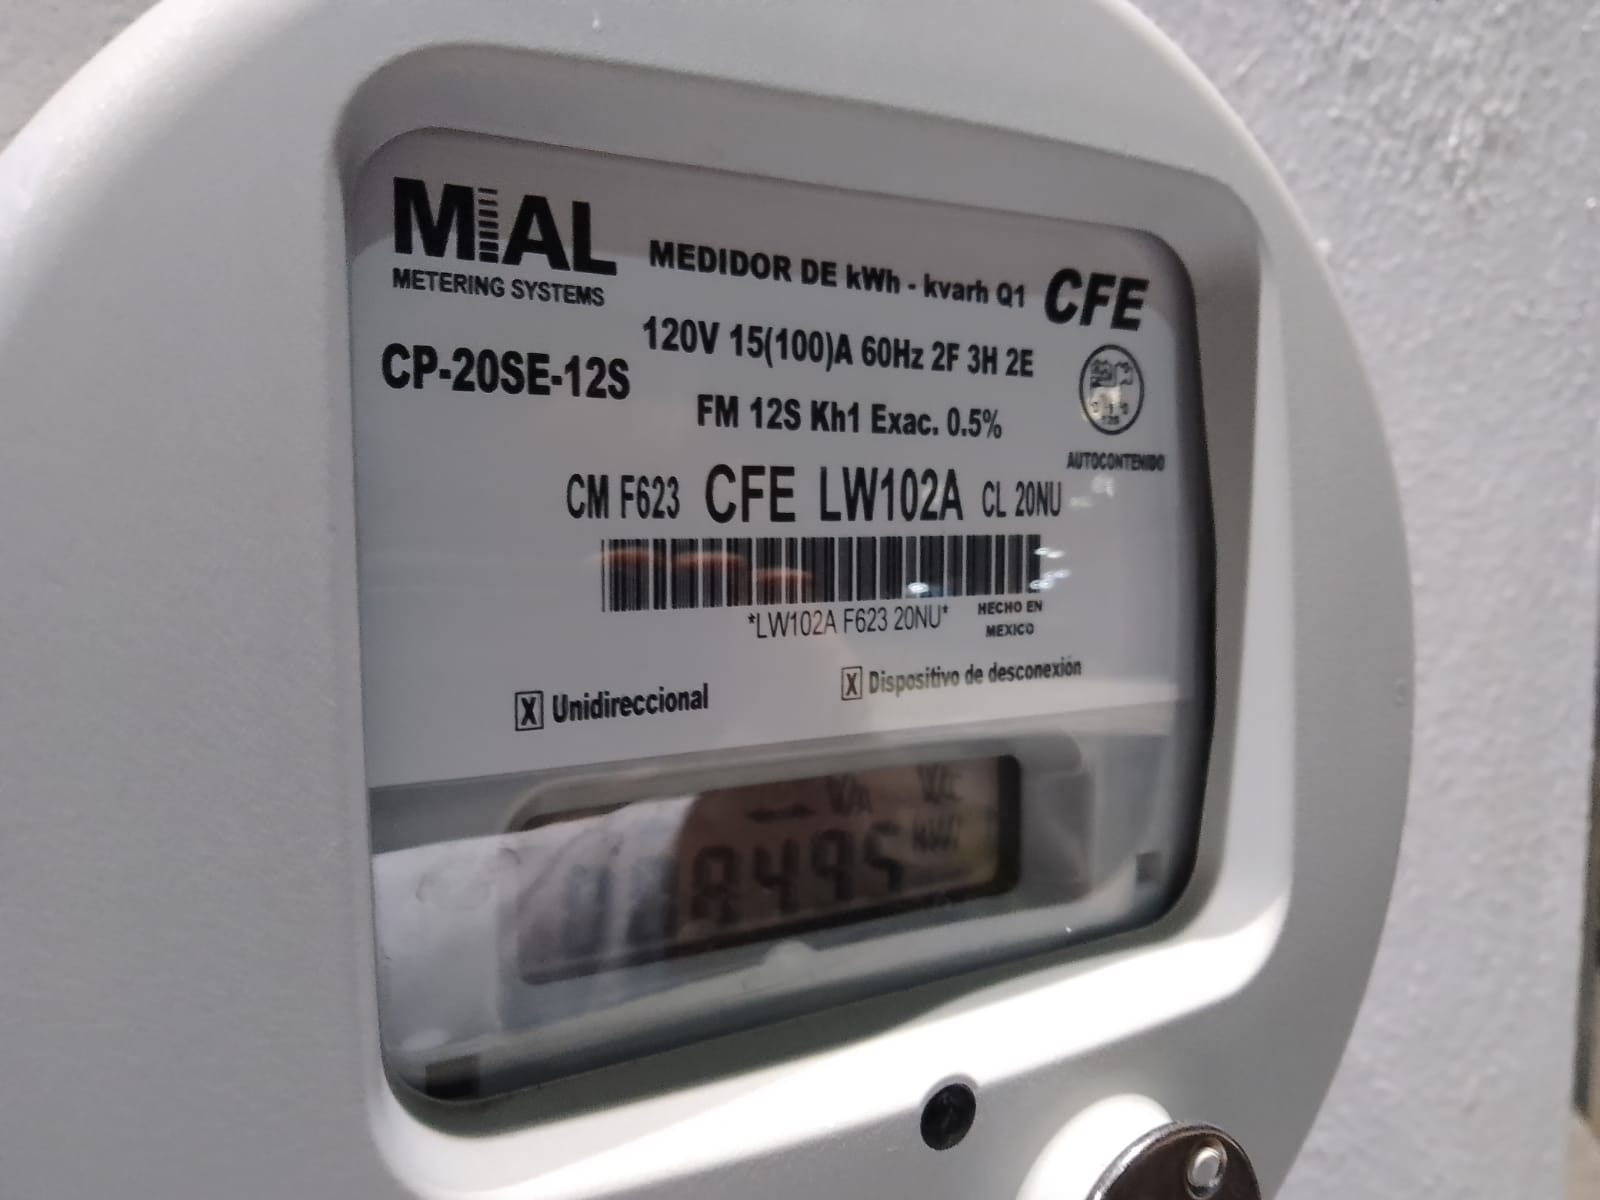 MIAL
METERING SYSTEMS
MEDIDOR DE kWh - kvarh Q1
CFE
CP-20SE-12S
120V 15(100)A 60Hz 2F 3H 2E
FM 12S Kh1 Exac. 0.5%
AUTOCONTENIDO
CM F623 CFE LW102A CL 20NU
*LW102A F623 20NU*
HECHO EN
MEXICO
X Unidireccional
X Dispositivo de desconexión